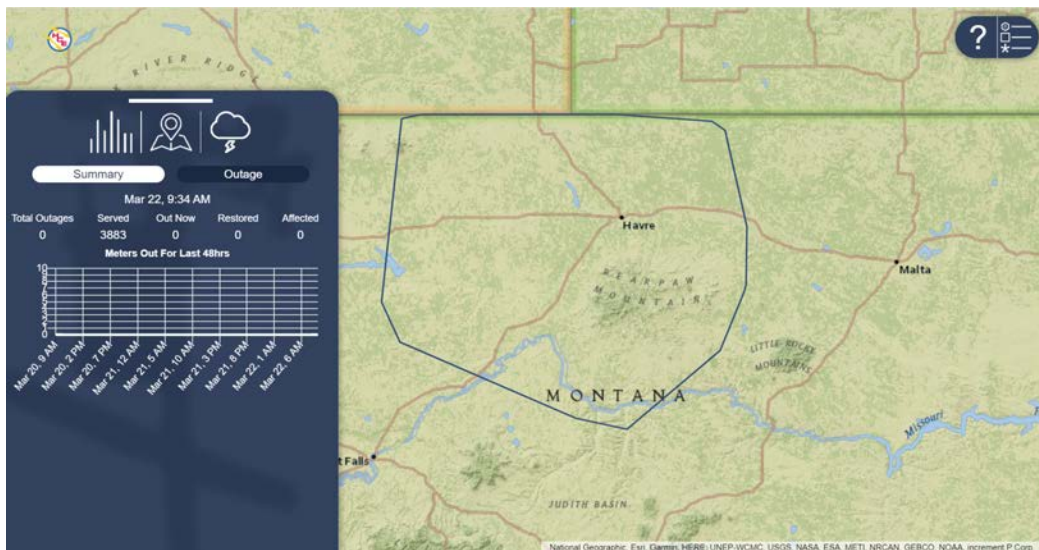 RIVER RIDGE
?
Summary
Outage
Mar 22, 9:34 AM
Total Outages Served Out Now Restored Affected
0 3883 0 0 0
Meters Out For Last 48hrs
10
0
Mar 20, 9 AM
Mar 20, 2 PM
Mar 20, 7 PM
Mar 21, 12 AM
Mar 21, 5 AM
Mar 21, 10 AM
Mar 21, 3 PM
Mar 21, 8 PM
Mar 22, 1 AM
Mar 22, 6 AM
Havre
Malta
BEARPAW
MOUNTAINS
LITTLE ROCKY
MOUNTAINS
MONTANA
Missouri
t Falls
JUDITH BASIN
National Geographic, Esri, Garmin, HERE, UNEP-WCMC, USGS, NASA, ESA, METI, NRCAN, GEBCO, NOAA, increment P Corp.